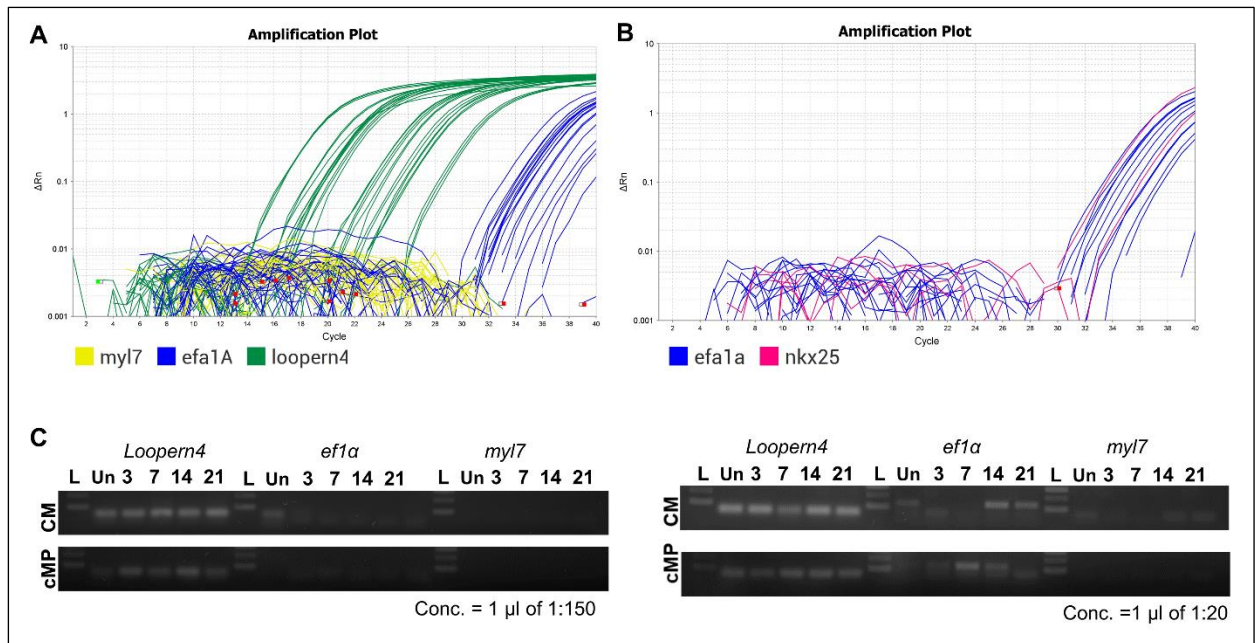 A
Amplification Plot
10
1
0.1
0.01
0.001
ΔRn
2 4 6 8 10 12 14 16 18 20 22 24 26 28 30 32 34 36 38 40
Cycle
myl7 efa1A loopern4
B
Amplification Plot
10
1
0.1
0.01
0.001
ΔRn
2 4 6 8 10 12 14 16 18 20 22 24 26 28 30 32 34 36 38 40
Cycle
efa1a nkx25
C
Loopern4 ef1α myl7
L Un 3 7 14 21 L Un 3 7 14 21 L Un 3 7 14 21
CM
cMP
Conc. = 1 µl of 1:150
Loopern4 ef1α myl7
L Un 3 7 14 21 L Un 3 7 14 21 L Un 3 7 14 21
CM
cMP
Conc. =1 µl of 1:20